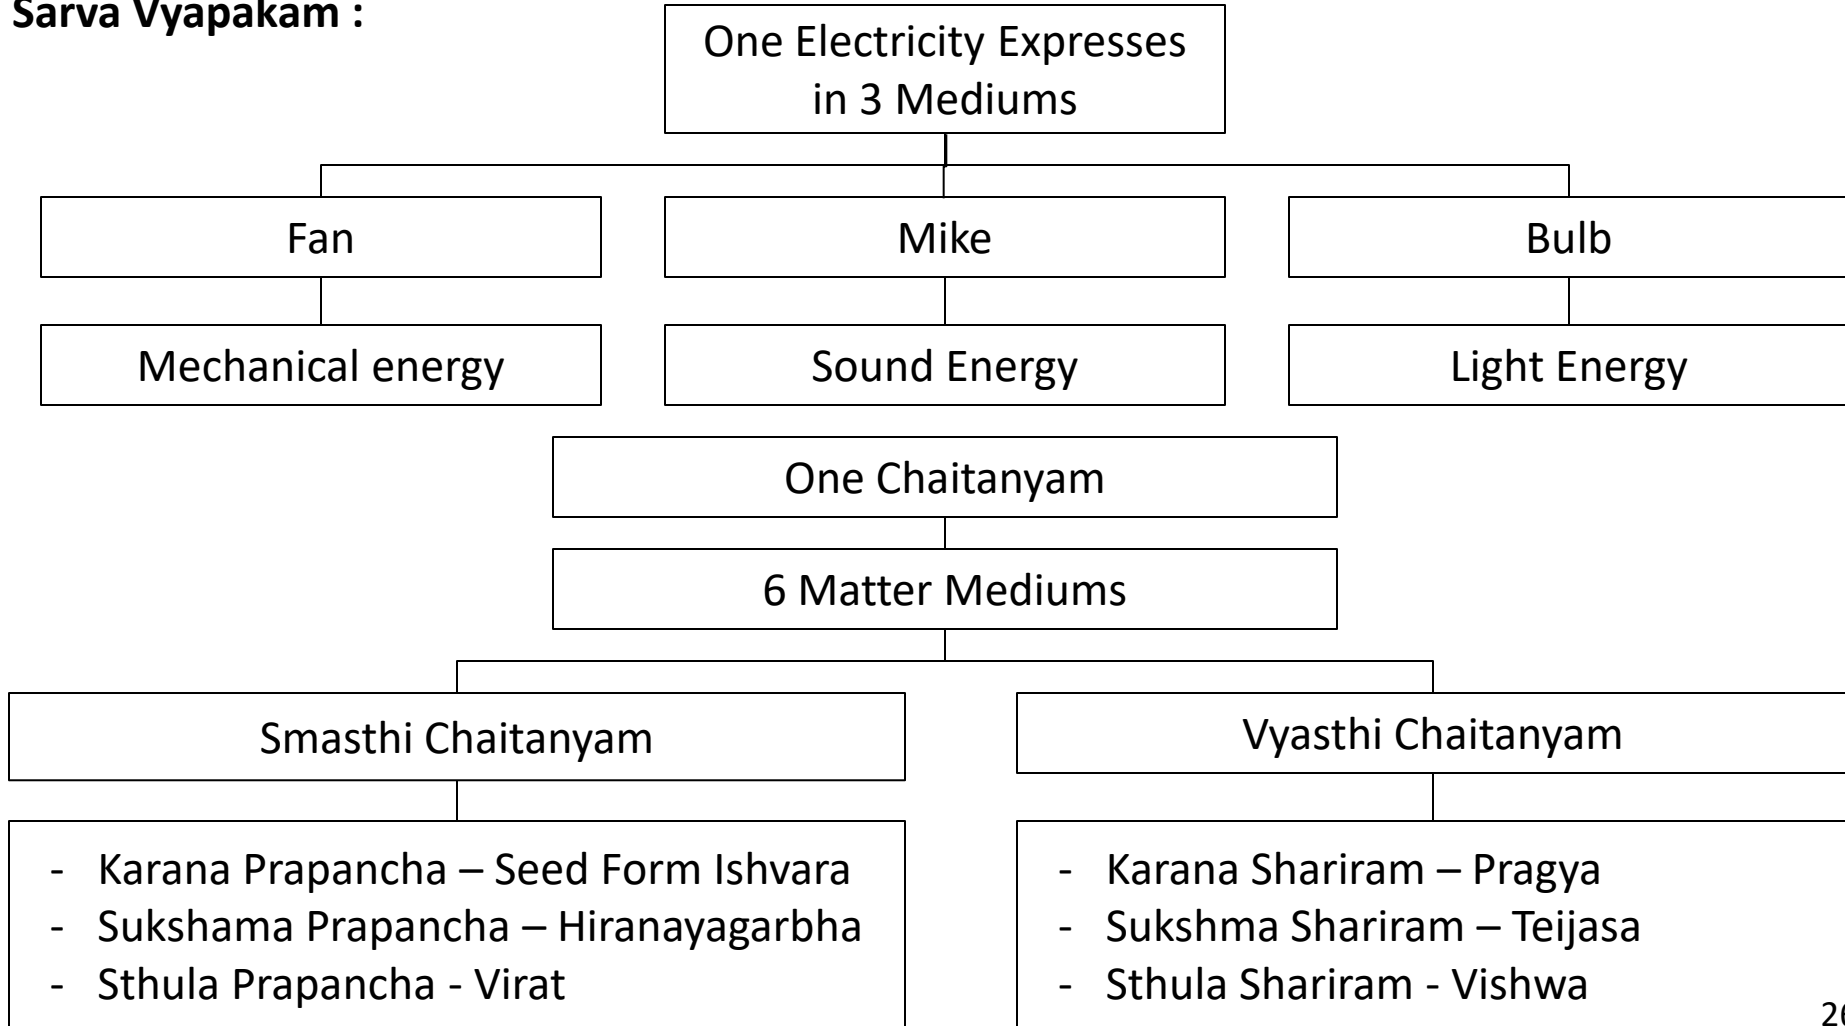 Sarva Vyapakam :
One Electricity Expresses
in 3 Mediums
Fan
Mike
Bulb
Mechanical energy
Sound Energy
Light Energy
One Chaitanyam
6 Matter Mediums
Smasthi Chaitanyam
Vyasthi Chaitanyam
- Karana Prapancha – Seed Form Ishvara
- Sukshama Prapancha – Hiranayagarbha
- Sthula Prapancha - Virat
- Karana Shariram – Pragya
- Sukshma Shariram – Teijasa
- Sthula Shariram - Vishwa